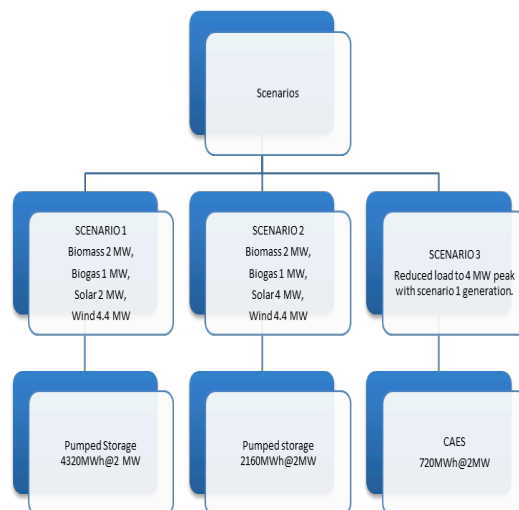 Scenarios
SCENARIO 1
Biomass 2 MW,
Biogas 1 MW,
Solar 2 MW,
Wind 4.4 MW
SCENARIO 2
Biomass 2 MW,
Biogas 1 MW,
Solar 4 MW,
Wind 4.4 MW
SCENARIO 3
Reduced load to 4 MW peak
with scenario 1 generation.
Pumped Storage
4320MWh@2 MW
Pumped storage
2160MWh@2MW
CAES
720MWh@2MW